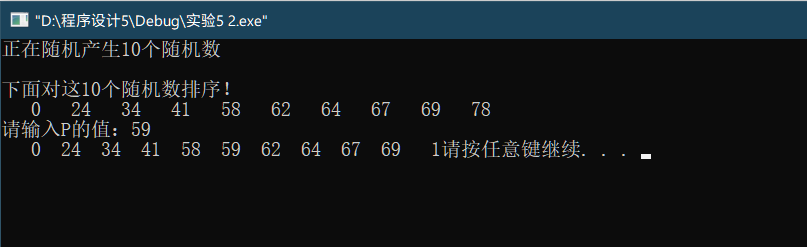 "D:\程序设计5\Debug\实验5 2.exe"
正在随机产生10个随机数
下面对这10个随机数排序！
0 24 34 41 58 62 64 67 69 78
请输入P的值：59
0 24 34 41 58 59 62 64 67 69 1请按任意键继续. . .